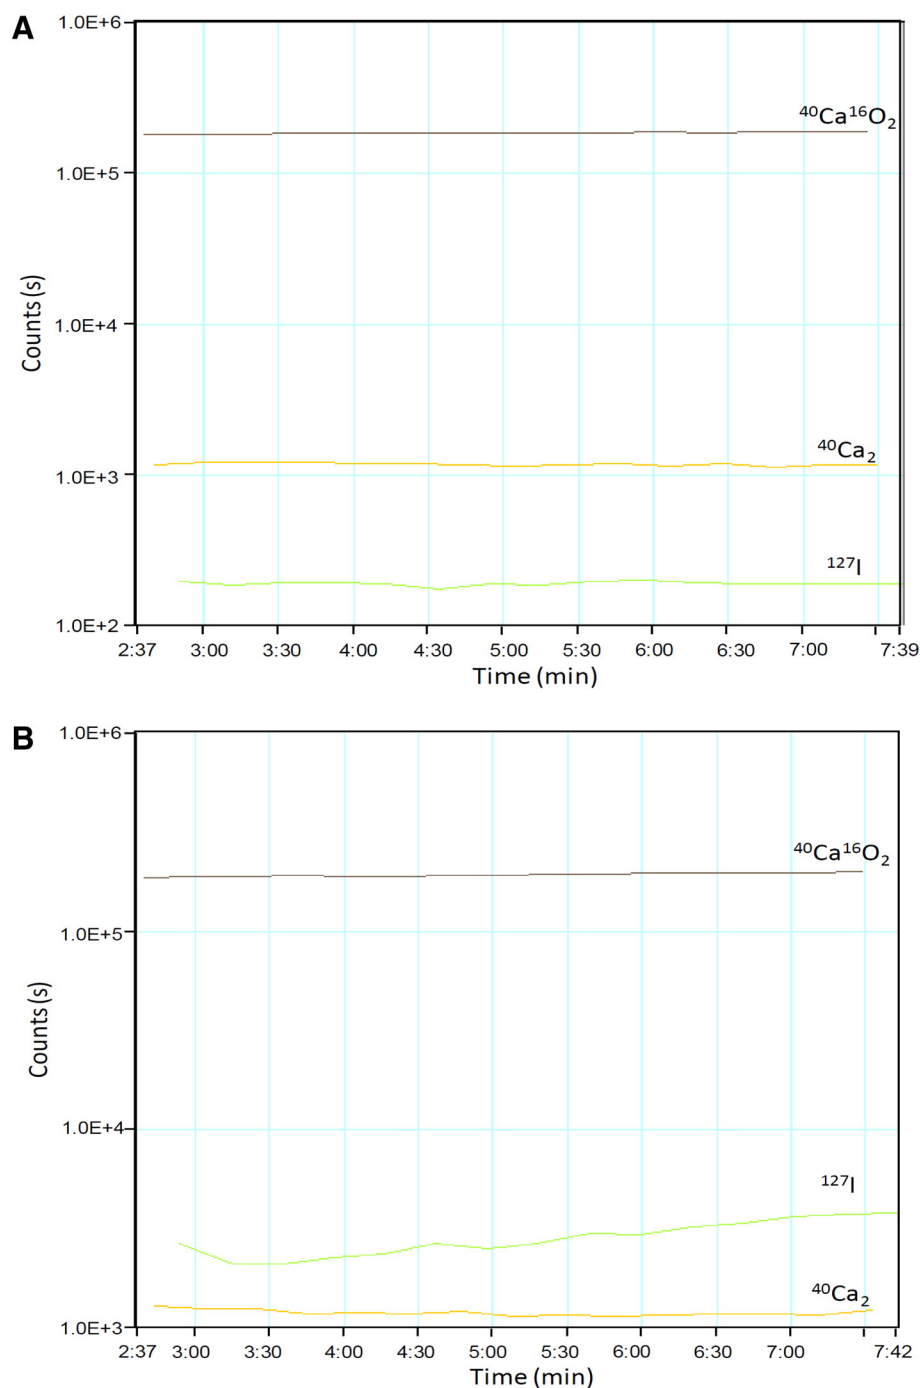 A
1.0E+6
⁴⁰Ca¹⁶O₂
1.0E+5
Counts (s)
1.0E+4
⁴⁰Ca₂
1.0E+3
¹²⁷I
1.0E+2
2:37 3:00 3:30 4:00 4:30 5:00 5:30 6:00 6:30 7:00 7:39
Time (min)
B
1.0E+6
⁴⁰Ca¹⁶O₂
1.0E+5
Counts (s)
1.0E+4
¹²⁷I
⁴⁰Ca₂
1.0E+3
2:37 3:00 3:30 4:00 4:30 5:00 5:30 6:00 6:30 7:00 7:42
Time (min)